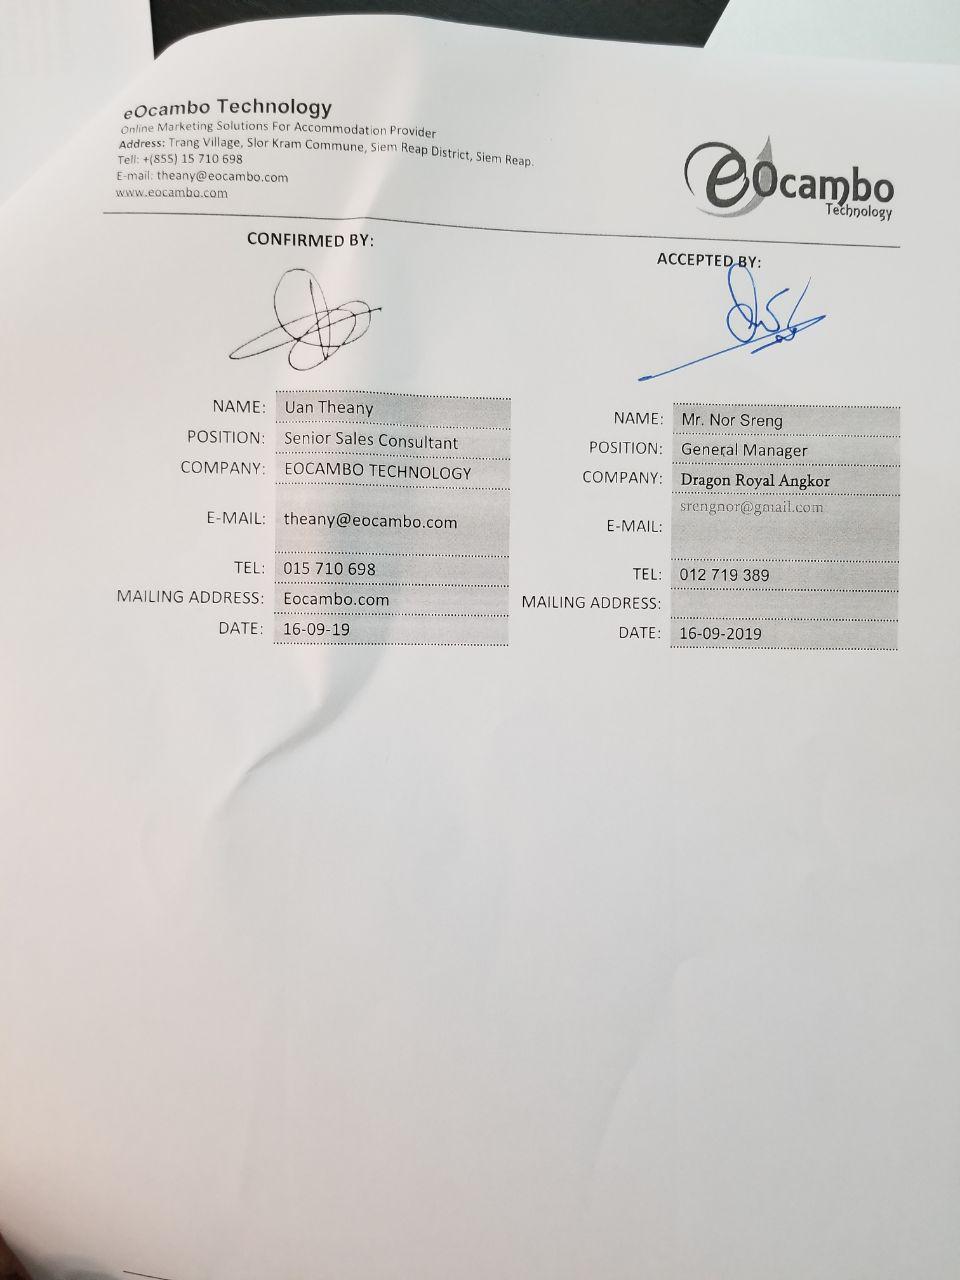 eOcambo Technology
Online Marketing Solutions For Accommodation Provider
Address: Trang Village, Slor Kram Commune, Siem Reap District, Siem Reap.
Tell: +(855) 15 710 698
E-mail: theany@eocambo.com
www.eocambo.com
eOcambo
Technology
CONFIRMED BY:
NAME: Uan Theany
POSITION: Senior Sales Consultant
COMPANY: EOCAMBO TECHNOLOGY
E-MAIL: theany@eocambo.com
TEL: 015 710 698
MAILING ADDRESS: Eocambo.com
DATE: 16-09-19
ACCEPTED BY:
NAME: Mr. Nor Sreng
POSITION: General Manager
COMPANY: Dragon Royal Angkor
E-MAIL: srengnor@gmail.com
TEL: 012 719 389
MAILING ADDRESS:
DATE: 16-09-2019